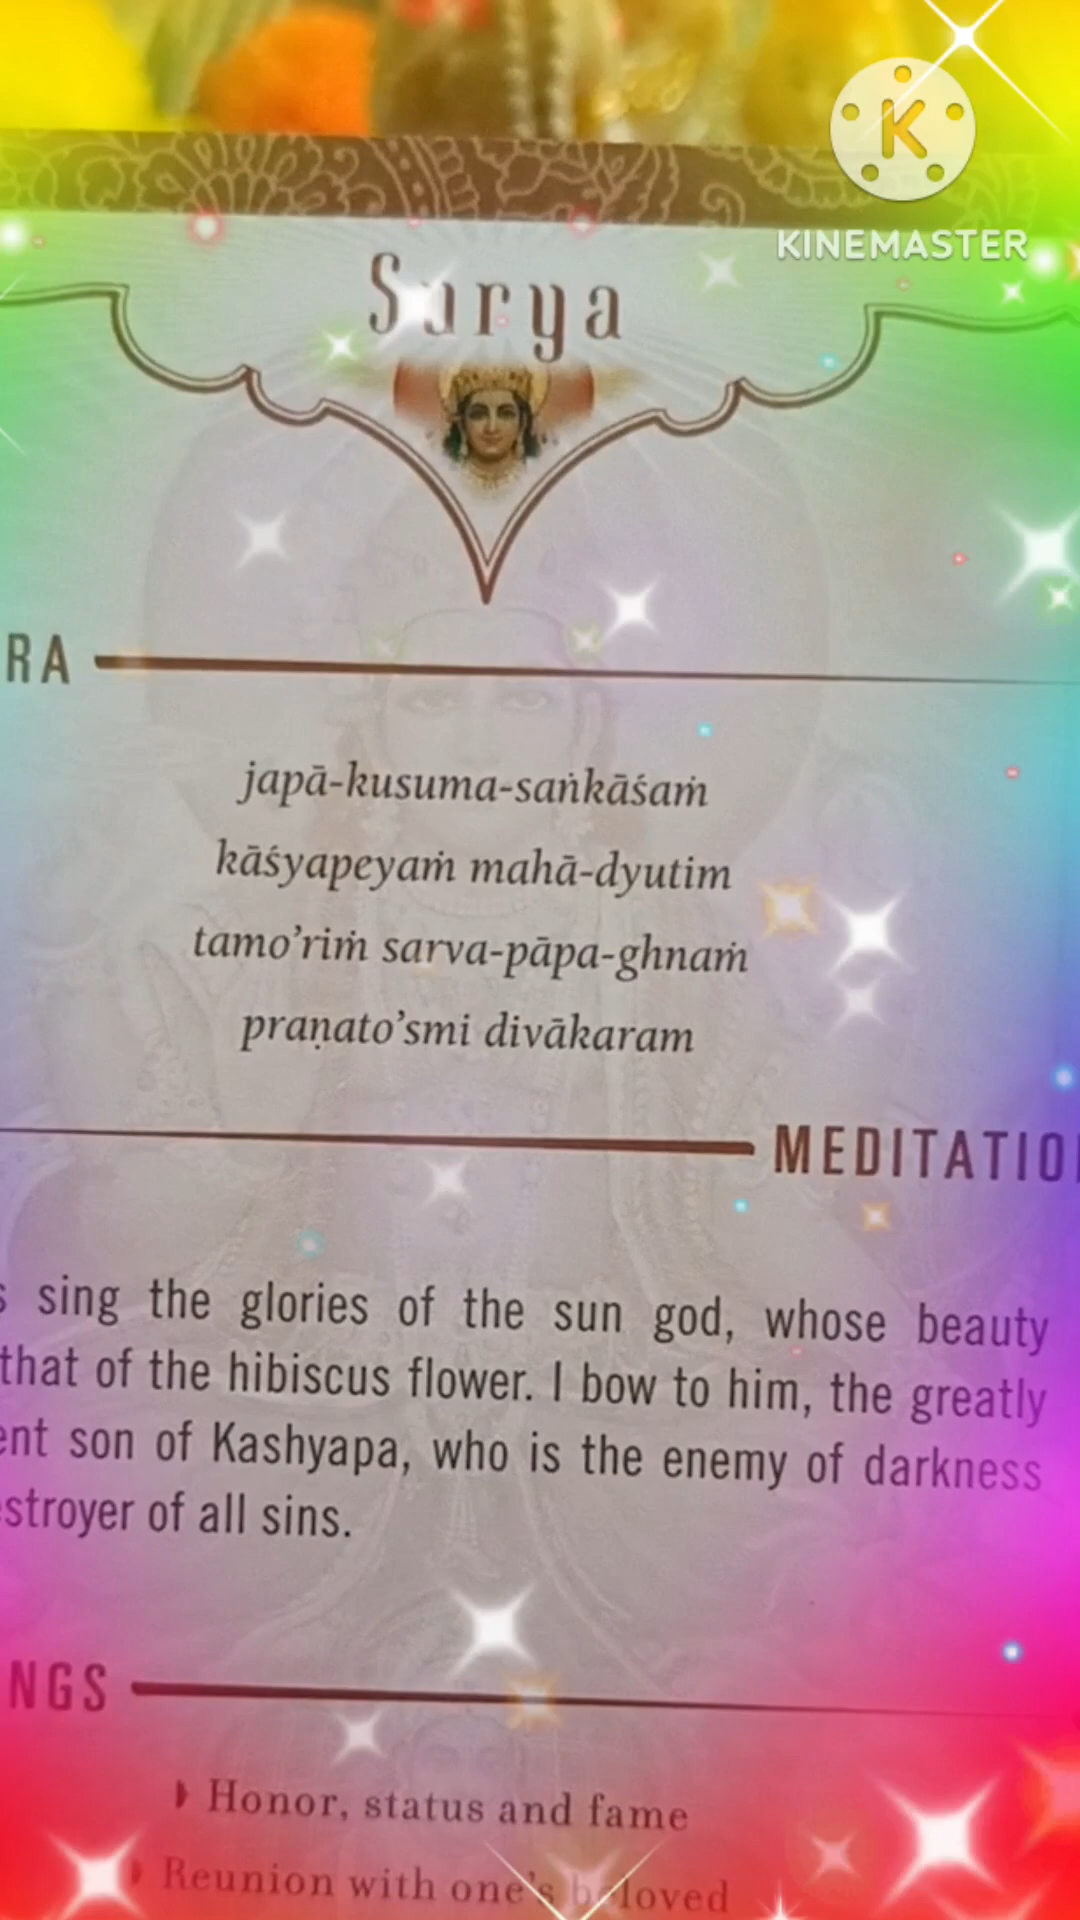 KINEMASTER
Surya
RA
japā-kusuma-saṅkāśaṁ
kāśyapeyaṁ mahā-dyutim
tamo’riṁ sarva-pāpa-ghnaṁ
praṇato’smi divākaram
MEDITATIO
s sing the glories of the sun god, whose beauty
that of the hibiscus flower. I bow to him, the greatly
ent son of Kashyapa, who is the enemy of darkness
estroyer of all sins.
NGS
Honor, status and fame
Reunion with one's beloved